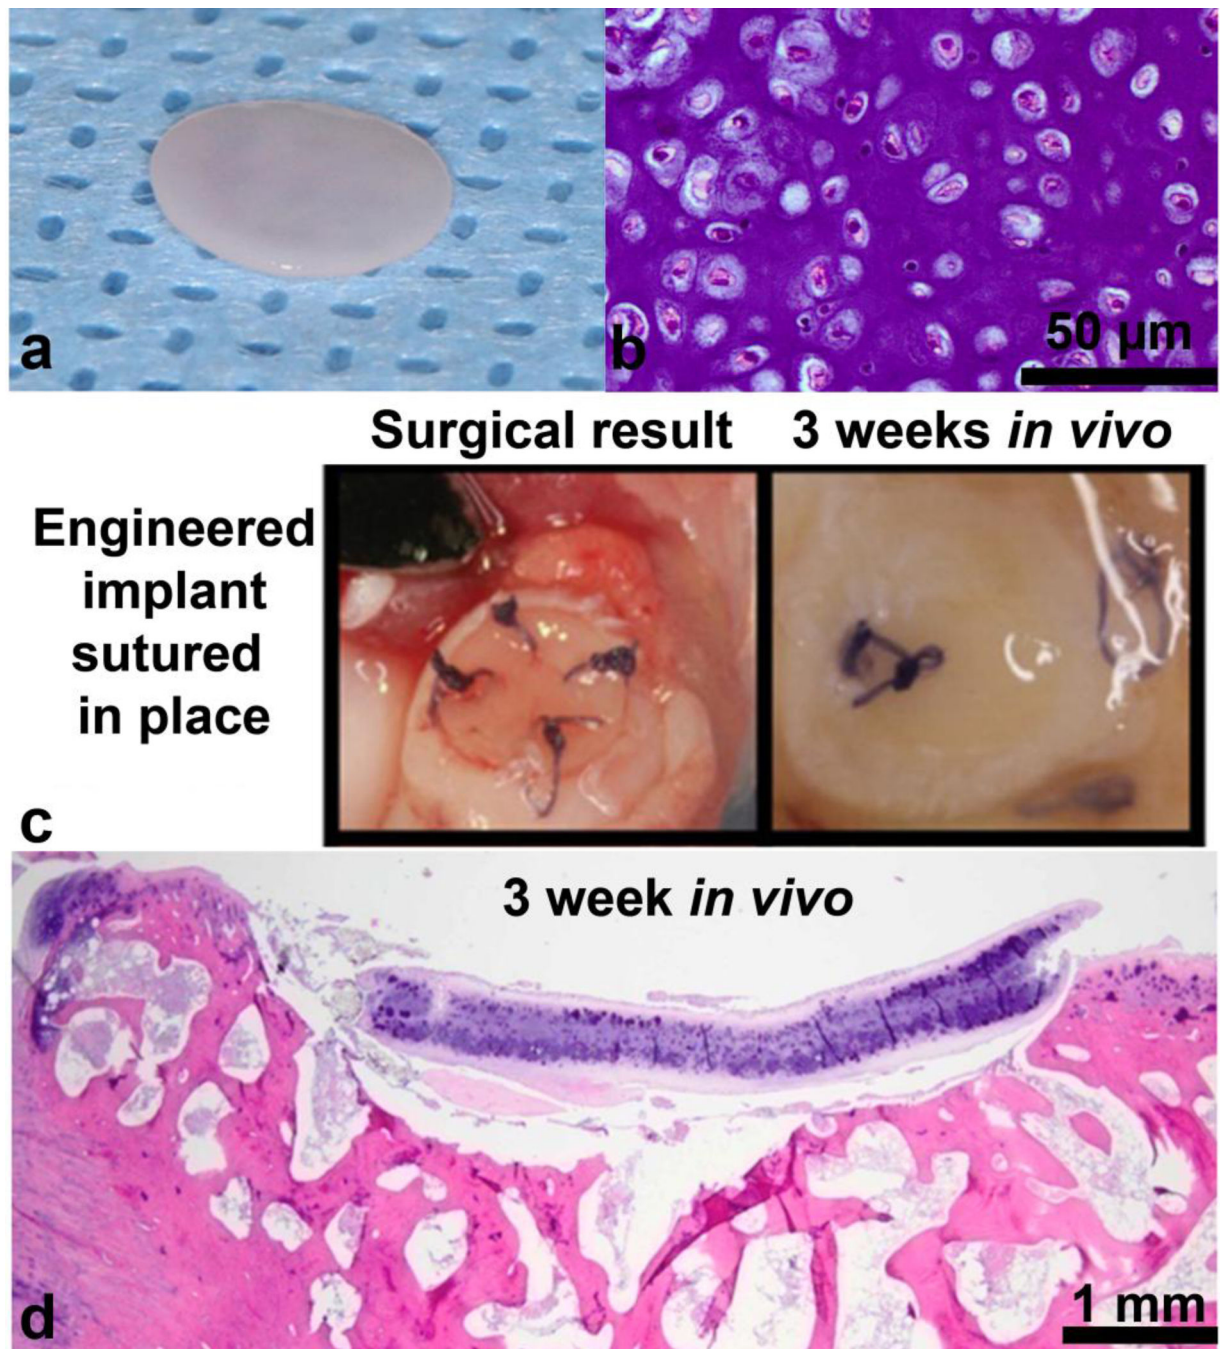 a
b
50 µm
Surgical result
3 weeks in vivo
Engineered
implant
sutured
in place
c
3 week in vivo
d
1 mm